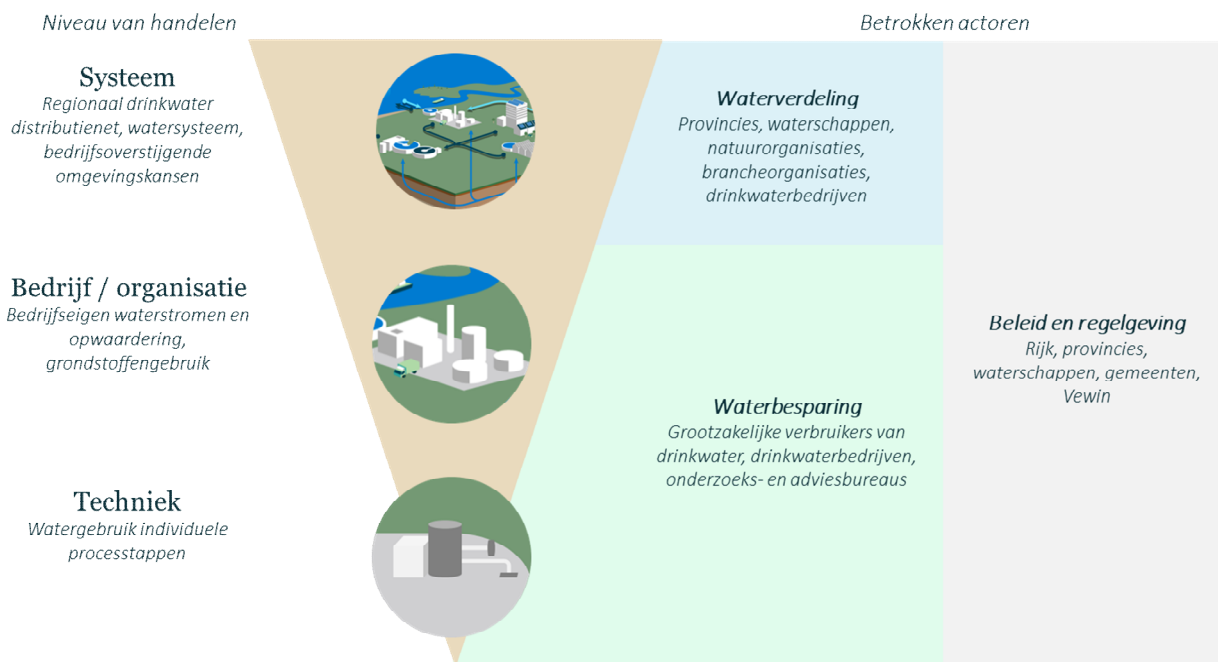 Niveau van handelen
Betrokken actoren
Systeem
Regionaal drinkwater
distributienet, watersysteem,
bedrijfsoverstijgende
omgevingskansen
Waterverdeling
Provincies, waterschappen,
natuurorganisaties,
brancheorganisaties,
drinkwaterbedrijven
Bedrijf / organisatie
Bedrijfseigen waterstromen en
opwaardering,
grondstoffengebruik
Waterbesparing
Grootzakelijke verbruikers van
drinkwater, drinkwaterbedrijven,
onderzoeks- en adviesbureaus
Beleid en regelgeving
Rijk, provincies,
waterschappen, gemeenten,
Vewin
Techniek
Watergebruik individuele
processtappen